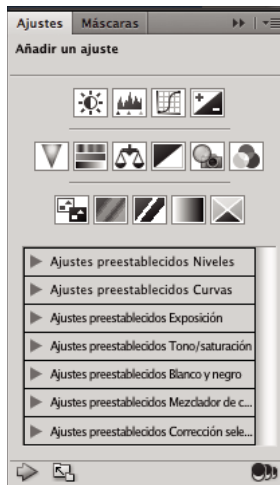 Ajustes Máscaras
Añadir un ajuste
Ajustes preestablecidos Niveles
Ajustes preestablecidos Curvas
Ajustes preestablecidos Exposición
Ajustes preestablecidos Tono/saturación
Ajustes preestablecidos Blanco y negro
Ajustes preestablecidos Mezclador de c...
Ajustes preestablecidos Corrección sele...